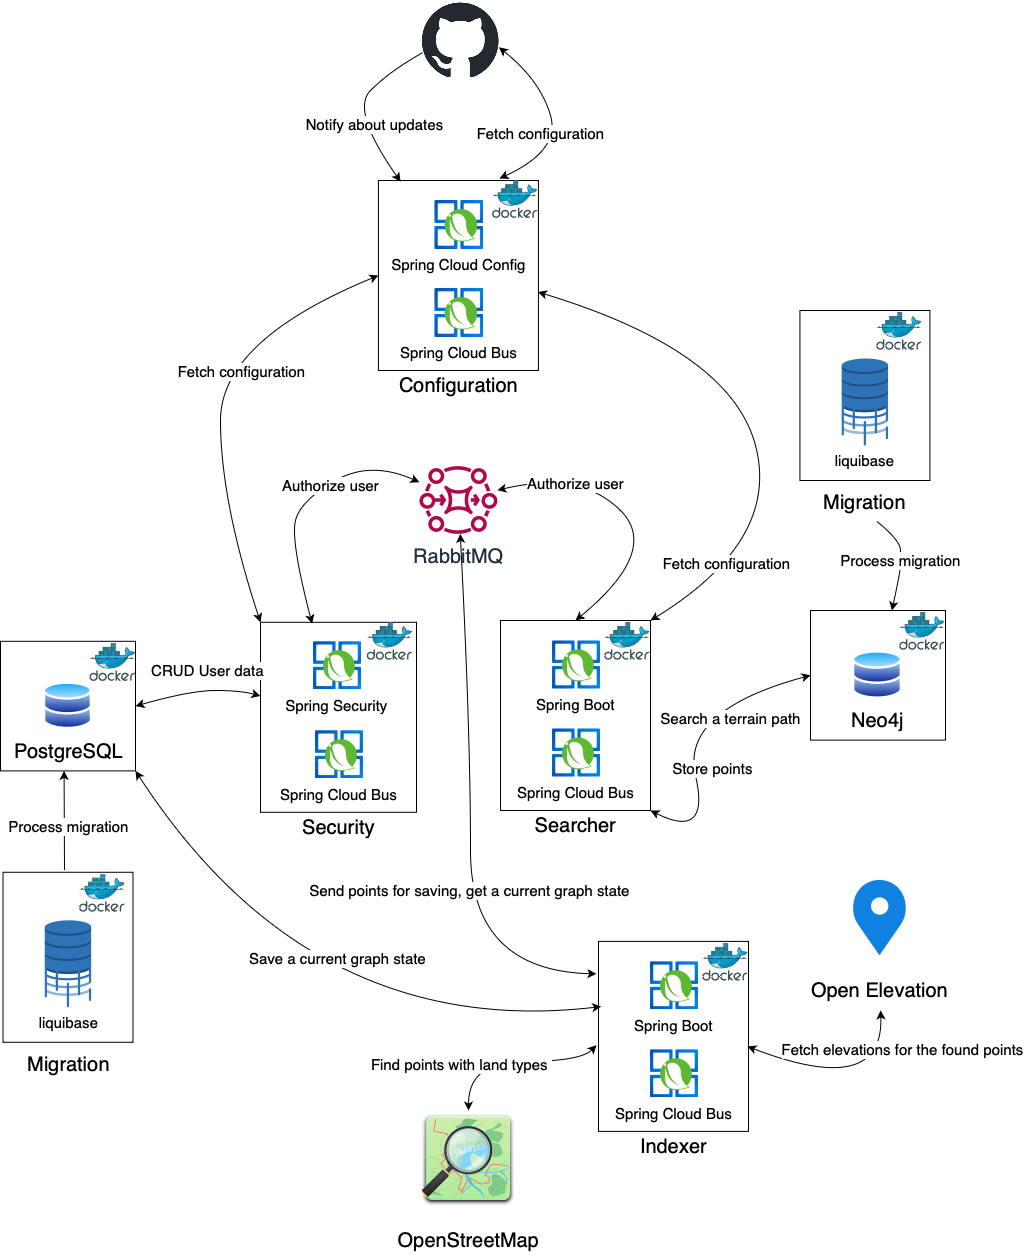 Notify about updates
Fetch configuration
docker
Spring Cloud Config
Spring Cloud Bus
Configuration
Fetch configuration
docker
liquibase
Migration
Authorize user
Authorize user
RabbitMQ
Fetch configuration
Process migration
docker
PostgreSQL
CRUD User data
docker
Spring Security
Spring Cloud Bus
Security
docker
Spring Boot
Spring Cloud Bus
Searcher
Search a terrain path
Store points
docker
Neo4j
Process migration
docker
liquibase
Migration
Send points for saving, get a current graph state
Save a current graph state
docker
Spring Boot
Spring Cloud Bus
Indexer
Open Elevation
Fetch elevations for the found points
Find points with land types
OpenStreetMap